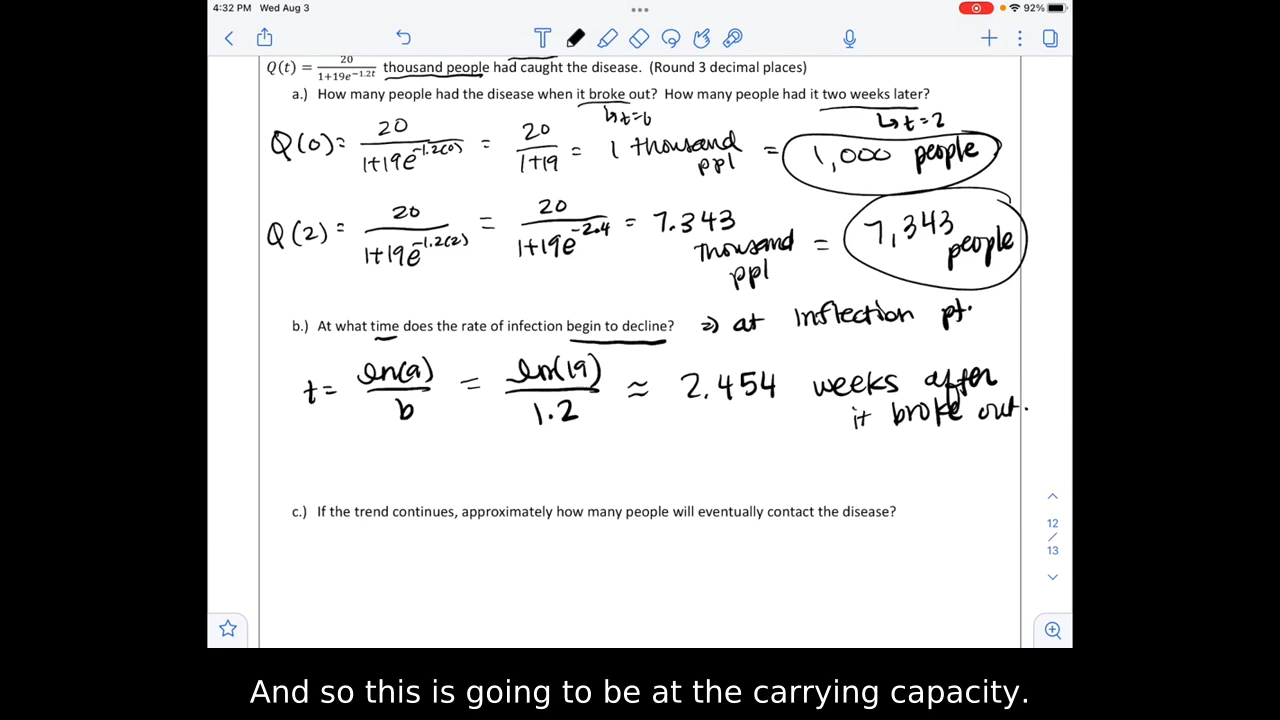 4:32 PM Wed Aug 3
92%
Q(t) = 20/(1+19e^−1.2t) thousand people had caught the disease. (Round 3 decimal places)
a.) How many people had the disease when it broke out? How many people had it two weeks later?
↳t=0 ↳t=2
Q(0)= 20/(1+19e^-1.2(0)) = 20/(1+19) = 1 thousand ppl = 1,000 people
Q(2)= 20/(1+19e^-1.2(2)) = 20/(1+19e^-2.4) = 7.343 thousand ppl = 7,343 people
b.) At what time does the rate of infection begin to decline? => at inflection pt.
t= ln(a)/b = ln(19)/1.2 ≈ 2.454 weeks after
it broke out.
c.) If the trend continues, approximately how many people will eventually contact the disease?
12
/
13
And so this is going to be at the carrying capacity.